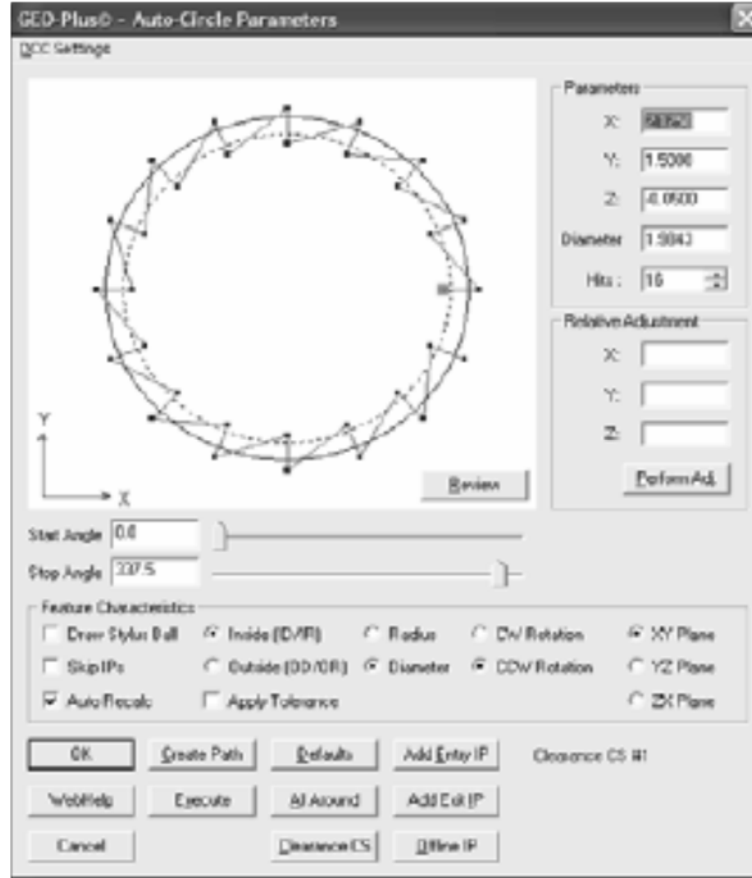 GEO-Plus© - Auto-Circle Parameters
DCC Settings
Parameters
X:
Y: 1.5000
Z: -0.0500
Diameter 1.9843
Hits : 16
Relative Adjustment
X:
Y:
Z:
Perform Adj.
Y
X
Review
Start Angle 0.0
Stop Angle 337.5
Feature Characteristics
Draw Stylus Ball Inside (ID/IR) Radius CW Rotation XY Plane
Skip IPs Outside (OD/OR) Diameter CCW Rotation YZ Plane
Auto Recalc Apply Tolerance ZX Plane
OK Create Path Defaults Add Entry IP Clearance CS #1
WebHelp Execute All Around Add Exit IP
Cancel Clearance CS Offline IP